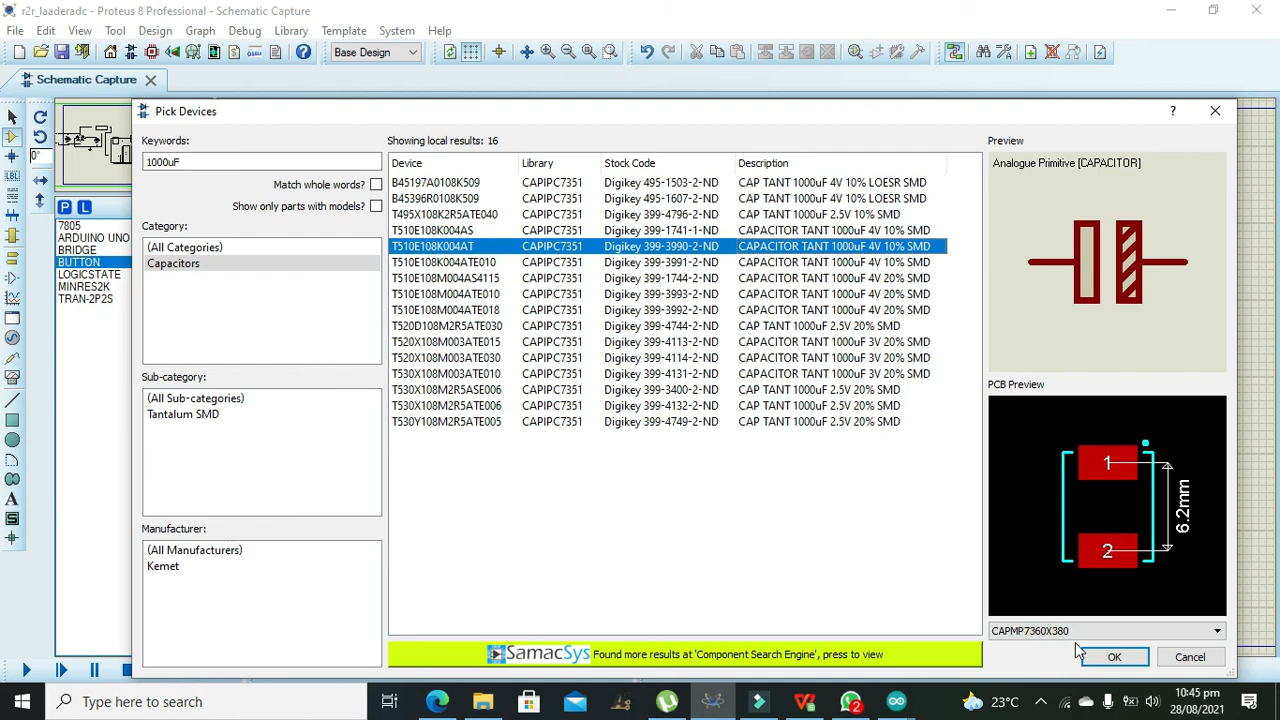 r2r_laaderadc - Proteus 8 Professional - Schematic Capture
File Edit View Tool Design Graph Debug Library Template System Help
Base Design
Schematic Capture
Pick Devices
?
Keywords:
1000uF
Match whole words?
Show only parts with models?
Category:
(All Categories)
Capacitors
Sub-category:
(All Sub-categories)
Tantalum SMD
Manufacturer:
(All Manufacturers)
Kemet
0°
LBL
P L
7805
ARDUINO UNO
BRIDGE
BUTTON
LOGICSTATE
MINRES2K
TRAN-2P2S
Showing local results: 16
Device Library Stock Code Description
B45197A0108K509 CAPIPC7351 Digikey 495-1503-2-ND CAP TANT 1000uF 4V 10% LOESR SMD
B45396R0108K509 CAPIPC7351 Digikey 495-1607-2-ND CAP TANT 1000uF 4V 10% LOESR SMD
T495X108K2R5ATE040 CAPIPC7351 Digikey 399-4796-2-ND CAP TANT 1000uF 2.5V 10% SMD
T510E108K004AS CAPIPC7351 Digikey 399-1741-1-ND CAPACITOR TANT 1000uF 4V 10% SMD
T510E108K004AT CAPIPC7351 Digikey 399-3990-2-ND CAPACITOR TANT 1000uF 4V 10% SMD
T510E108K004ATE010 CAPIPC7351 Digikey 399-3991-2-ND CAPACITOR TANT 1000uF 4V 10% SMD
T510E108M004AS4115 CAPIPC7351 Digikey 399-1744-2-ND CAPACITOR TANT 1000uF 4V 20% SMD
T510E108M004ATE010 CAPIPC7351 Digikey 399-3993-2-ND CAPACITOR TANT 1000uF 4V 20% SMD
T510E108M004ATE018 CAPIPC7351 Digikey 399-3992-2-ND CAPACITOR TANT 1000uF 4V 20% SMD
T520D108M2R5ATE030 CAPIPC7351 Digikey 399-4744-2-ND CAP TANT 1000uF 2.5V 20% SMD
T520X108M003ATE015 CAPIPC7351 Digikey 399-4113-2-ND CAPACITOR TANT 1000uF 3V 20% SMD
T520X108M003ATE030 CAPIPC7351 Digikey 399-4114-2-ND CAPACITOR TANT 1000uF 3V 20% SMD
T530X108M003ATE010 CAPIPC7351 Digikey 399-4131-2-ND CAPACITOR TANT 1000uF 3V 20% SMD
T530X108M2R5ASE006 CAPIPC7351 Digikey 399-3400-2-ND CAP TANT 1000uF 2.5V 20% SMD
T530X108M2R5ATE006 CAPIPC7351 Digikey 399-4132-2-ND CAP TANT 1000uF 2.5V 20% SMD
T530Y108M2R5ATE005 CAPIPC7351 Digikey 399-4749-2-ND CAP TANT 1000uF 2.5V 20% SMD
SamacSys Found more results at 'Component Search Engine', press to view
Preview
Analogue Primitive [CAPACITOR]
PCB Preview
1
2
6.2mm
CAPMP7360X380
OK Cancel
Type here to search
2
23°C
10:45 pm
28/08/2021